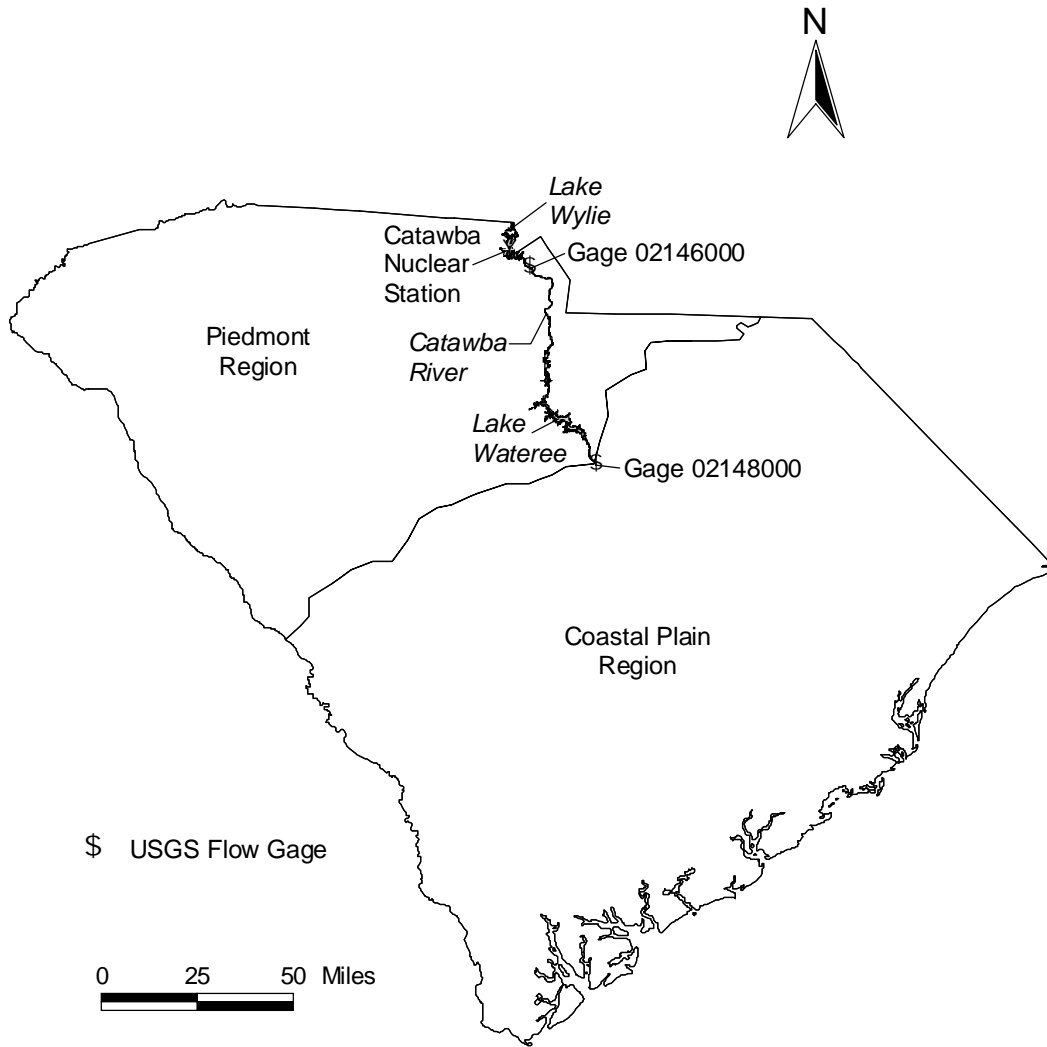 N
Lake
Wylie
Catawba
Nuclear
Station
Gage 02146000
Piedmont
Region
Catawba
River
Lake
Wateree
Gage 02148000
Coastal Plain
Region
$ USGS Flow Gage
0 25 50 Miles